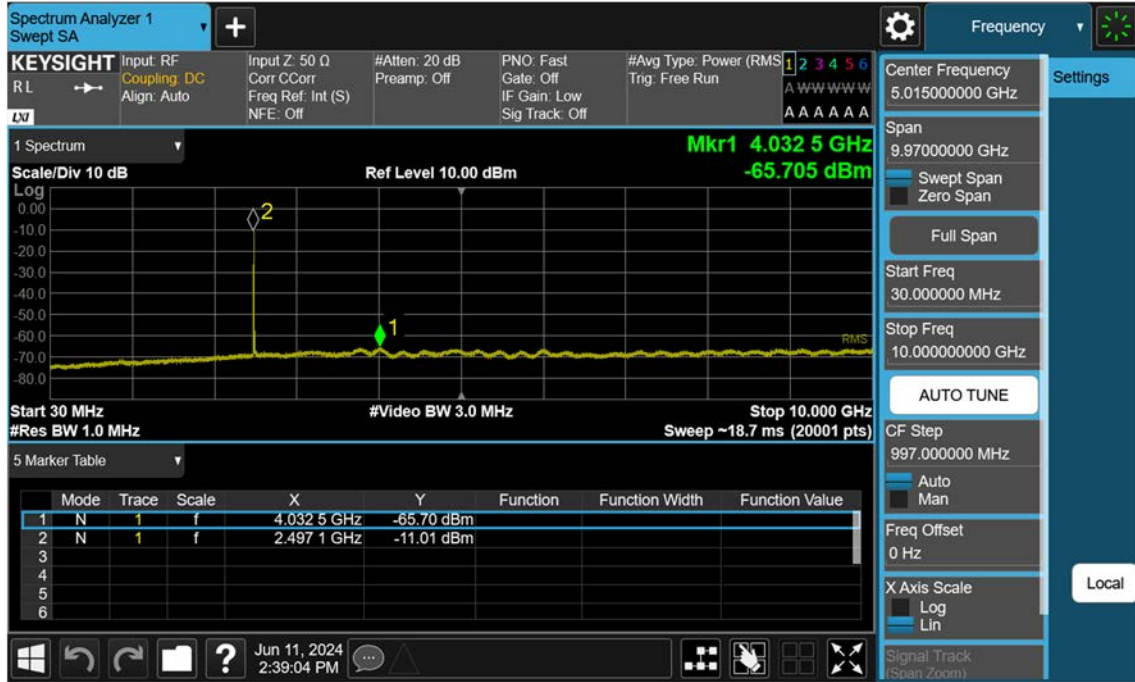 Spectrum Analyzer 1
Swept SA
Frequency
KEYSIGHT
R L
LXI
Input: RF
Coupling: DC
Align: Auto
Input Z: 50 Ω
Corr CCorr
Freq Ref: Int (S)
NFE: Off
#Atten: 20 dB
Preamp: Off
PNO: Fast
Gate: Off
IF Gain: Low
Sig Track: Off
#Avg Type: Power (RMS
Trig: Free Run
1 2 3 4 5 6
A W W W W W
A A A A A A
1 Spectrum
Mkr1 4.032 5 GHz
-65.705 dBm
Scale/Div 10 dB
Ref Level 10.00 dBm
Log
0.00
-10.0
-20.0
-30.0
-40.0
-50.0
-60.0
-70.0
-80.0
2
1
RMS
Start 30 MHz
#Res BW 1.0 MHz
#Video BW 3.0 MHz
Stop 10.000 GHz
Sweep ~18.7 ms (20001 pts)
5 Marker Table
Mode Trace Scale X Y Function Function Width Function Value
1 N 1 f 4.032 5 GHz -65.70 dBm
2 N 1 f 2.497 1 GHz -11.01 dBm
3
4
5
6
?
Jun 11, 2024
2:39:04 PM
Center Frequency
5.015000000 GHz
Span
9.97000000 GHz
Swept Span
Zero Span
Full Span
Start Freq
30.000000 MHz
Stop Freq
10.000000000 GHz
AUTO TUNE
CF Step
997.000000 MHz
Auto
Man
Freq Offset
0 Hz
X Axis Scale
Log
Lin
Signal Track
(Span Zoom)
Settings
Local